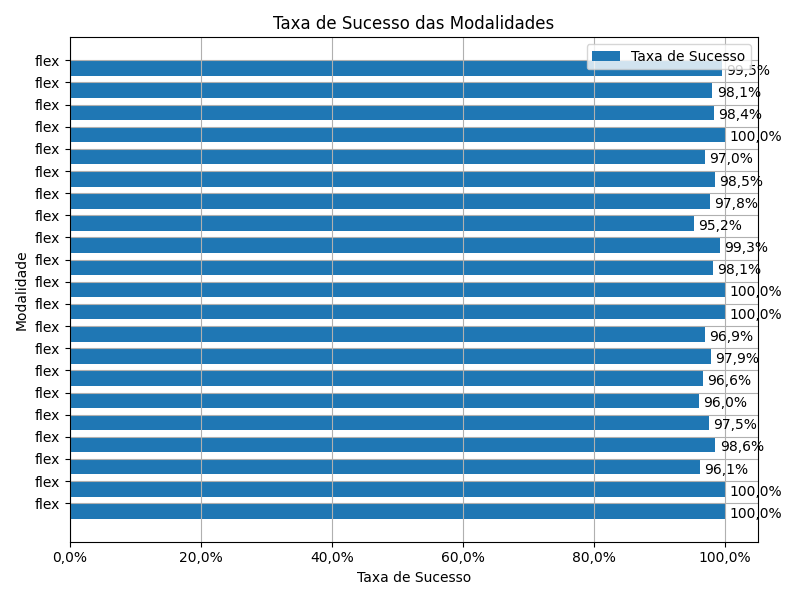 Taxa de Sucesso das Modalidades
Taxa de Sucesso
flex 99,5%
flex 98,1%
flex 98,4%
flex 100,0%
flex 97,0%
flex 98,5%
flex 97,8%
flex 95,2%
flex 99,3%
flex 98,1%
flex 100,0%
flex 100,0%
flex 96,9%
flex 97,9%
flex 96,6%
flex 96,0%
flex 97,5%
flex 98,6%
flex 96,1%
flex 100,0%
flex 100,0%
Modalidade
0,0% 20,0% 40,0% 60,0% 80,0% 100,0%
Taxa de Sucesso